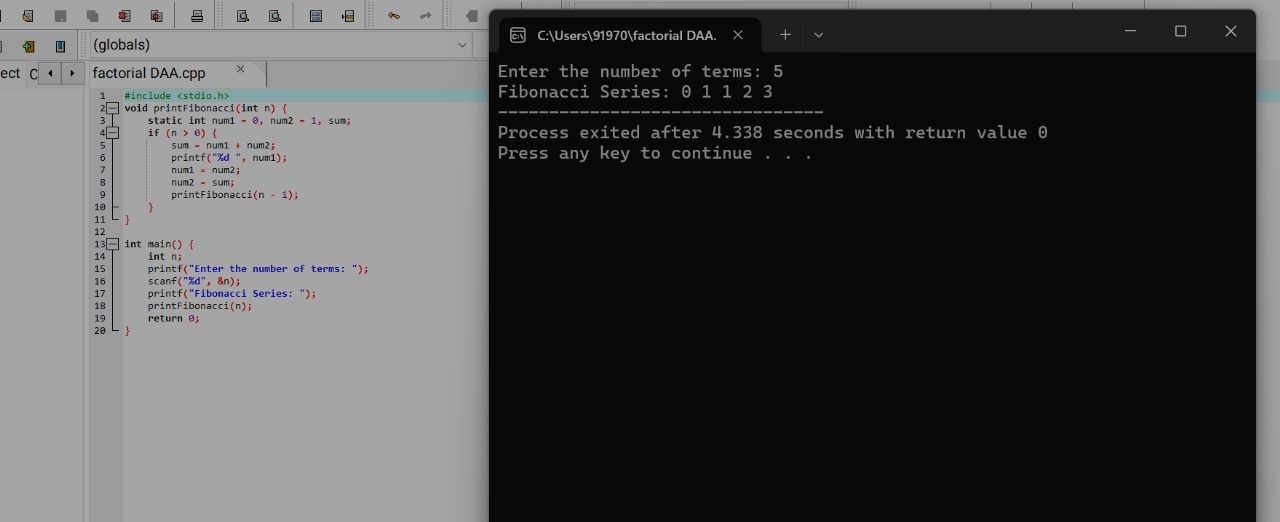 (globals)
ect
factorial DAA.cpp
1 #include <stdio.h>
2 void printFibonacci(int n) {
3 static int num1 = 0, num2 = 1, sum;
4 if (n > 0) {
5 sum = num1 + num2;
6 printf("%d ", num1);
7 num1 = num2;
8 num2 = sum;
9 printFibonacci(n - 1);
10 }
11 }
12
13 int main() {
14 int n;
15 printf("Enter the number of terms: ");
16 scanf("%d", &n);
17 printf("Fibonacci Series: ");
18 printFibonacci(n);
19 return 0;
20 }
C:\Users\91970\factorial DAA.
Enter the number of terms: 5
Fibonacci Series: 0 1 1 2 3
--------------------------------
Process exited after 4.338 seconds with return value 0
Press any key to continue . . .